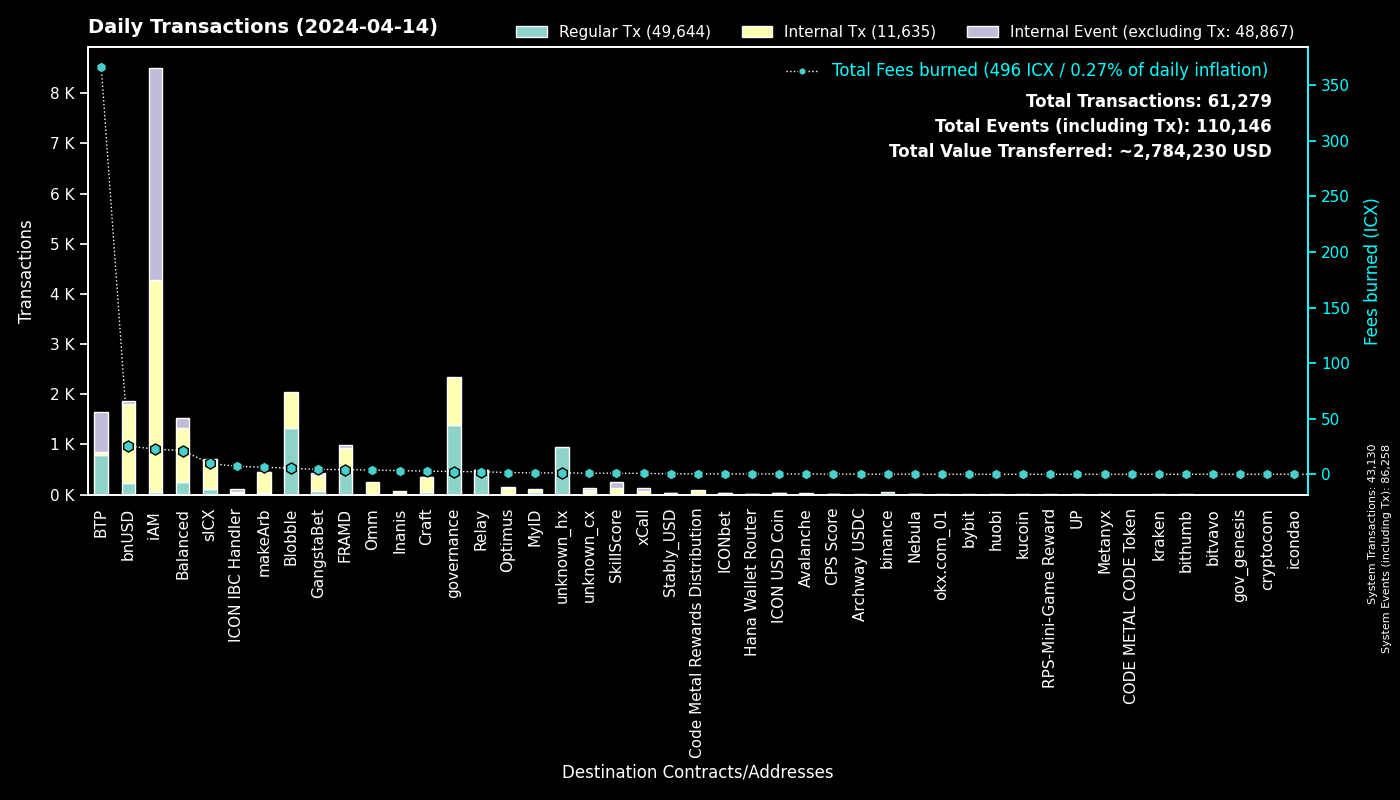 Daily Transactions (2024-04-14)
Regular Tx (49,644)
Internal Tx (11,635)
Internal Event (excluding Tx: 48,867)
Total Fees burned (496 ICX / 0.27% of daily inflation)
Total Transactions: 61,279
Total Events (including Tx): 110,146
Total Value Transferred: ~2,784,230 USD
Transactions
8 K
7 K
6 K
5 K
4 K
3 K
2 K
1 K
0 K
350
300
250
200
150
100
50
0
Fees burned (ICX)
System Transactions: 43,130
System Events (including Tx): 86,258
BTP
bnUSD
iAM
Balanced
sICX
ICON IBC Handler
makeArb
Blobble
GangstaBet
FRAMD
Omm
Inanis
Craft
governance
Relay
Optimus
MyID
unknown_hx
unknown_cx
SkillScore
xCall
Stably_USD
Code Metal Rewards Distribution
ICONbet
Hana Wallet Router
ICON USD Coin
Avalanche
CPS Score
Archway USDC
binance
Nebula
okx.com_01
bybit
huobi
kucoin
RPS-Mini-Game Reward
UP
Metanyx
CODE METAL CODE Token
kraken
bithumb
bitvavo
gov_genesis
cryptocom
icondao
Destination Contracts/Addresses